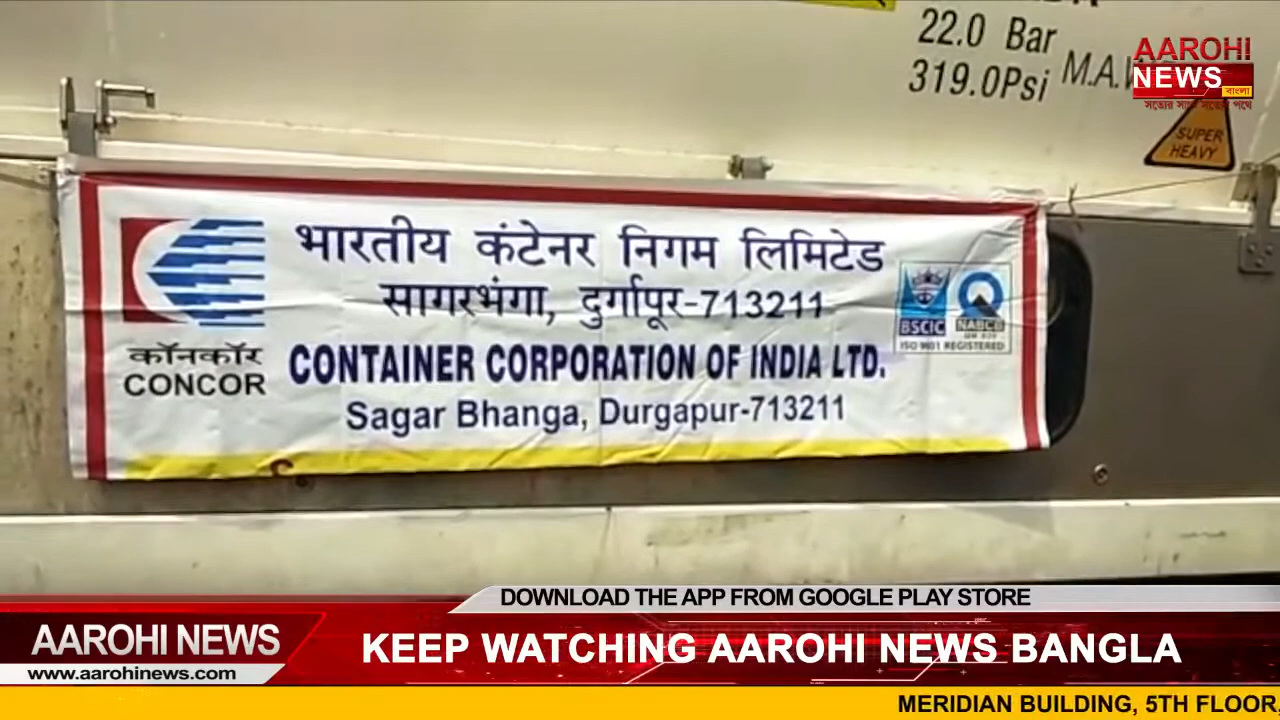 22.0 Bar
319.0Psi
M.A.W
AAROHI
NEWS
বাংলা
SUPER
HEAVY
भारतीय कंटेनर निगम लिमिटेड
सागरभंगा, दुर्गापूर-713211
कॉनकॉर
CONCOR
CONTAINER CORPORATION OF INDIA LTD.
Sagar Bhanga, Durgapur-713211
BSCIC
NABCB
ISO 9001 REGISTERED
DOWNLOAD THE APP FROM GOOGLE PLAY STORE
AAROHI NEWS
www.aarohinews.com
KEEP WATCHING AAROHI NEWS BANGLA
MERIDIAN BUILDING, 5TH FLOOR,